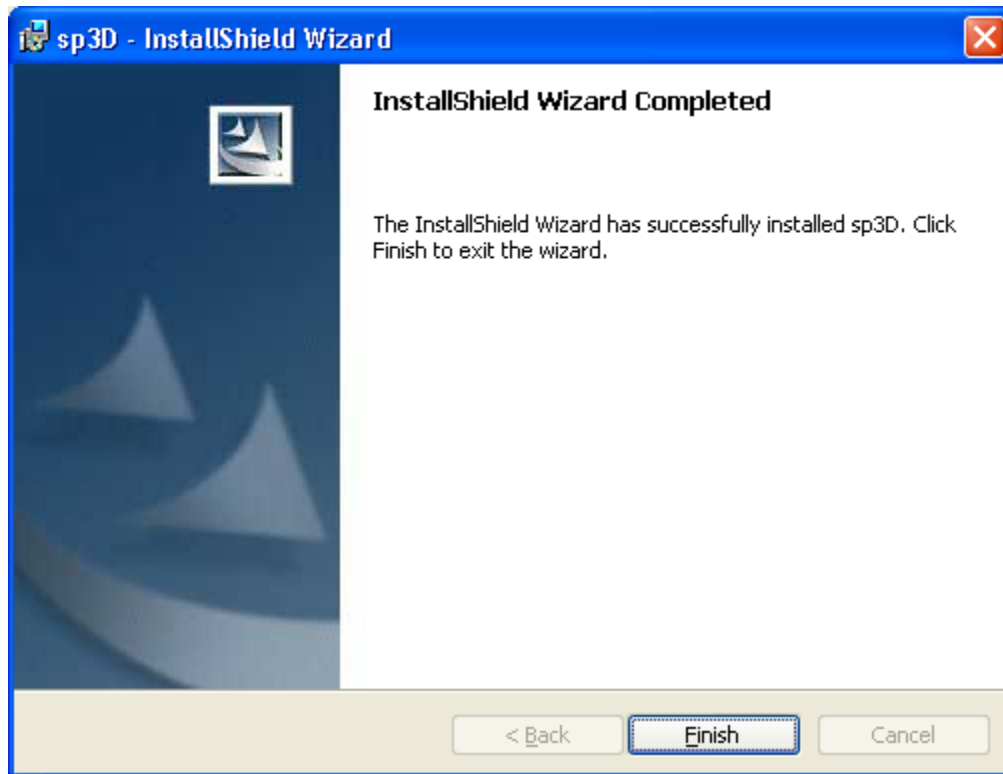 sp3D - InstallShield Wizard
InstallShield Wizard Completed
The InstallShield Wizard has successfully installed sp3D. Click
Finish to exit the wizard.
< Back
Finish
Cancel